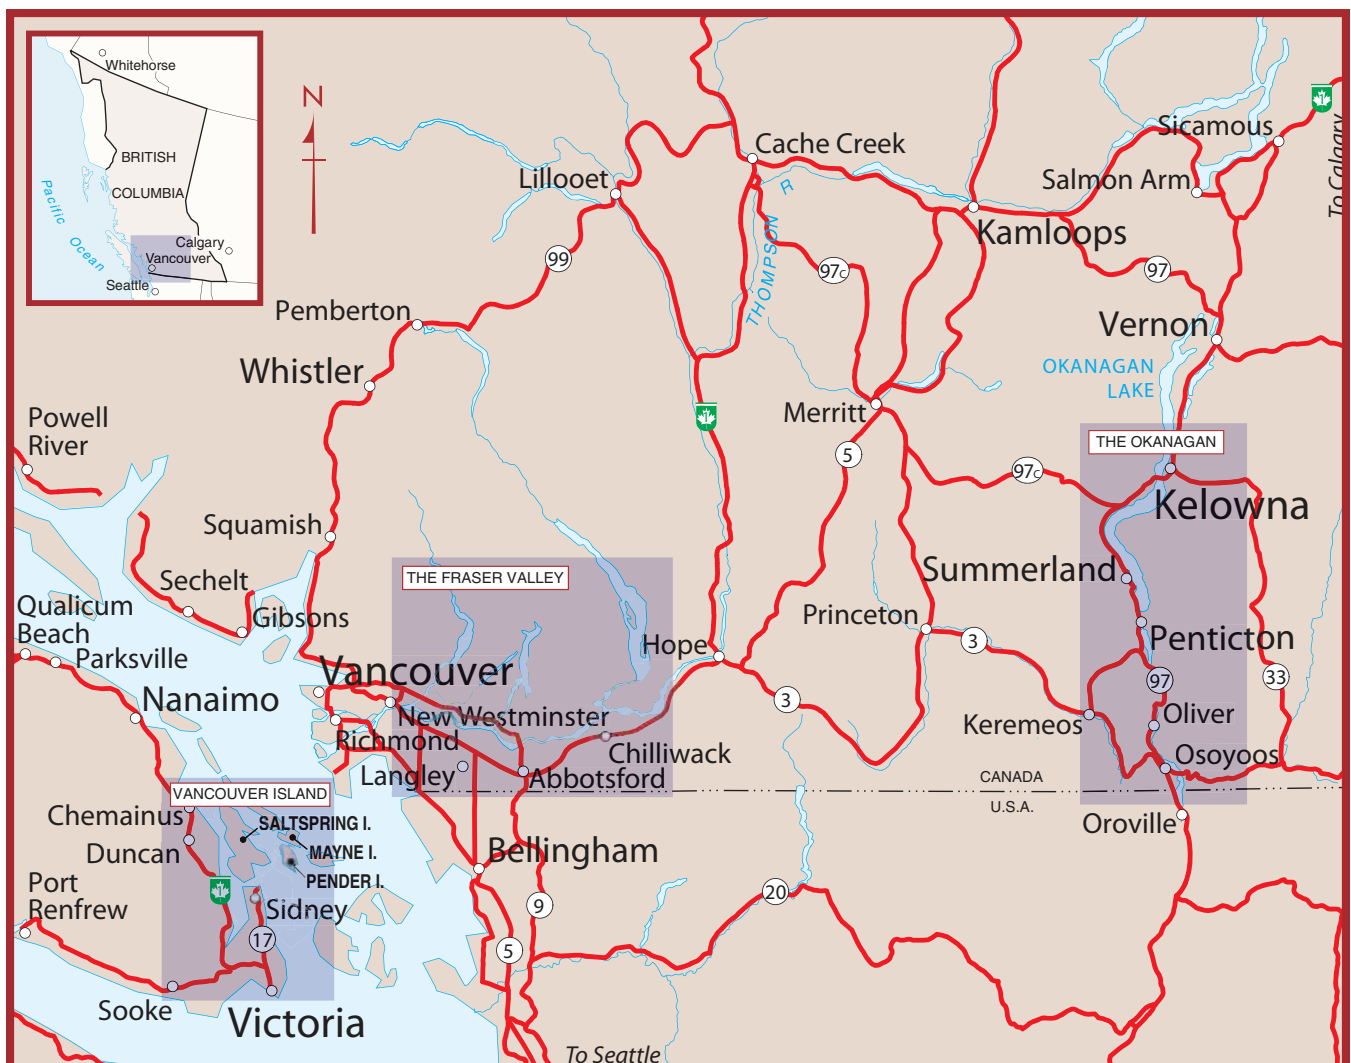 Whitehorse
BRITISH
COLUMBIA
Pacific Ocean
Calgary
Vancouver
Seattle
N
Cache Creek
Lillooet
Sicamous
Salmon Arm
To Calgary
1
THOMPSON R
Kamloops
99
97C
97
Pemberton
Vernon
Whistler
OKANAGAN
LAKE
Merritt
Powell
River
1
THE OKANAGAN
5
97C
Kelowna
Squamish
THE FRASER VALLEY
Summerland
Sechelt
Qualicum
Beach
Gibsons
Princeton
3
Hope
Penticton
Parksville
Vancouver
33
97
Nanaimo
3
New Westminster
Keremeos
Oliver
Richmond
Chilliwack
Osoyoos
Langley
Abbotsford
CANADA
U.S.A.
VANCOUVER ISLAND
Chemainus
SALTSPRING I.
Oroville
Duncan
MAYNE I.
Bellingham
PENDER I.
Port
Renfrew
1
Sidney
9
20
17
5
Sooke
Victoria
To Seattle